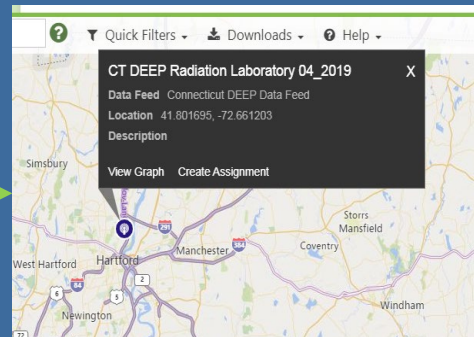 ? Quick Filters Downloads ? Help
CT DEEP Radiation Laboratory 04_2019 X
Data Feed Connecticut DEEP Data Feed
Location 41.801695, -72.661203
Description
View Graph Create Assignment
Simsbury
291
Storrs
Mansfield
Manchester
384
Coventry
West Hartford
Hartford
84
6
2
5
Newington
Windham
72